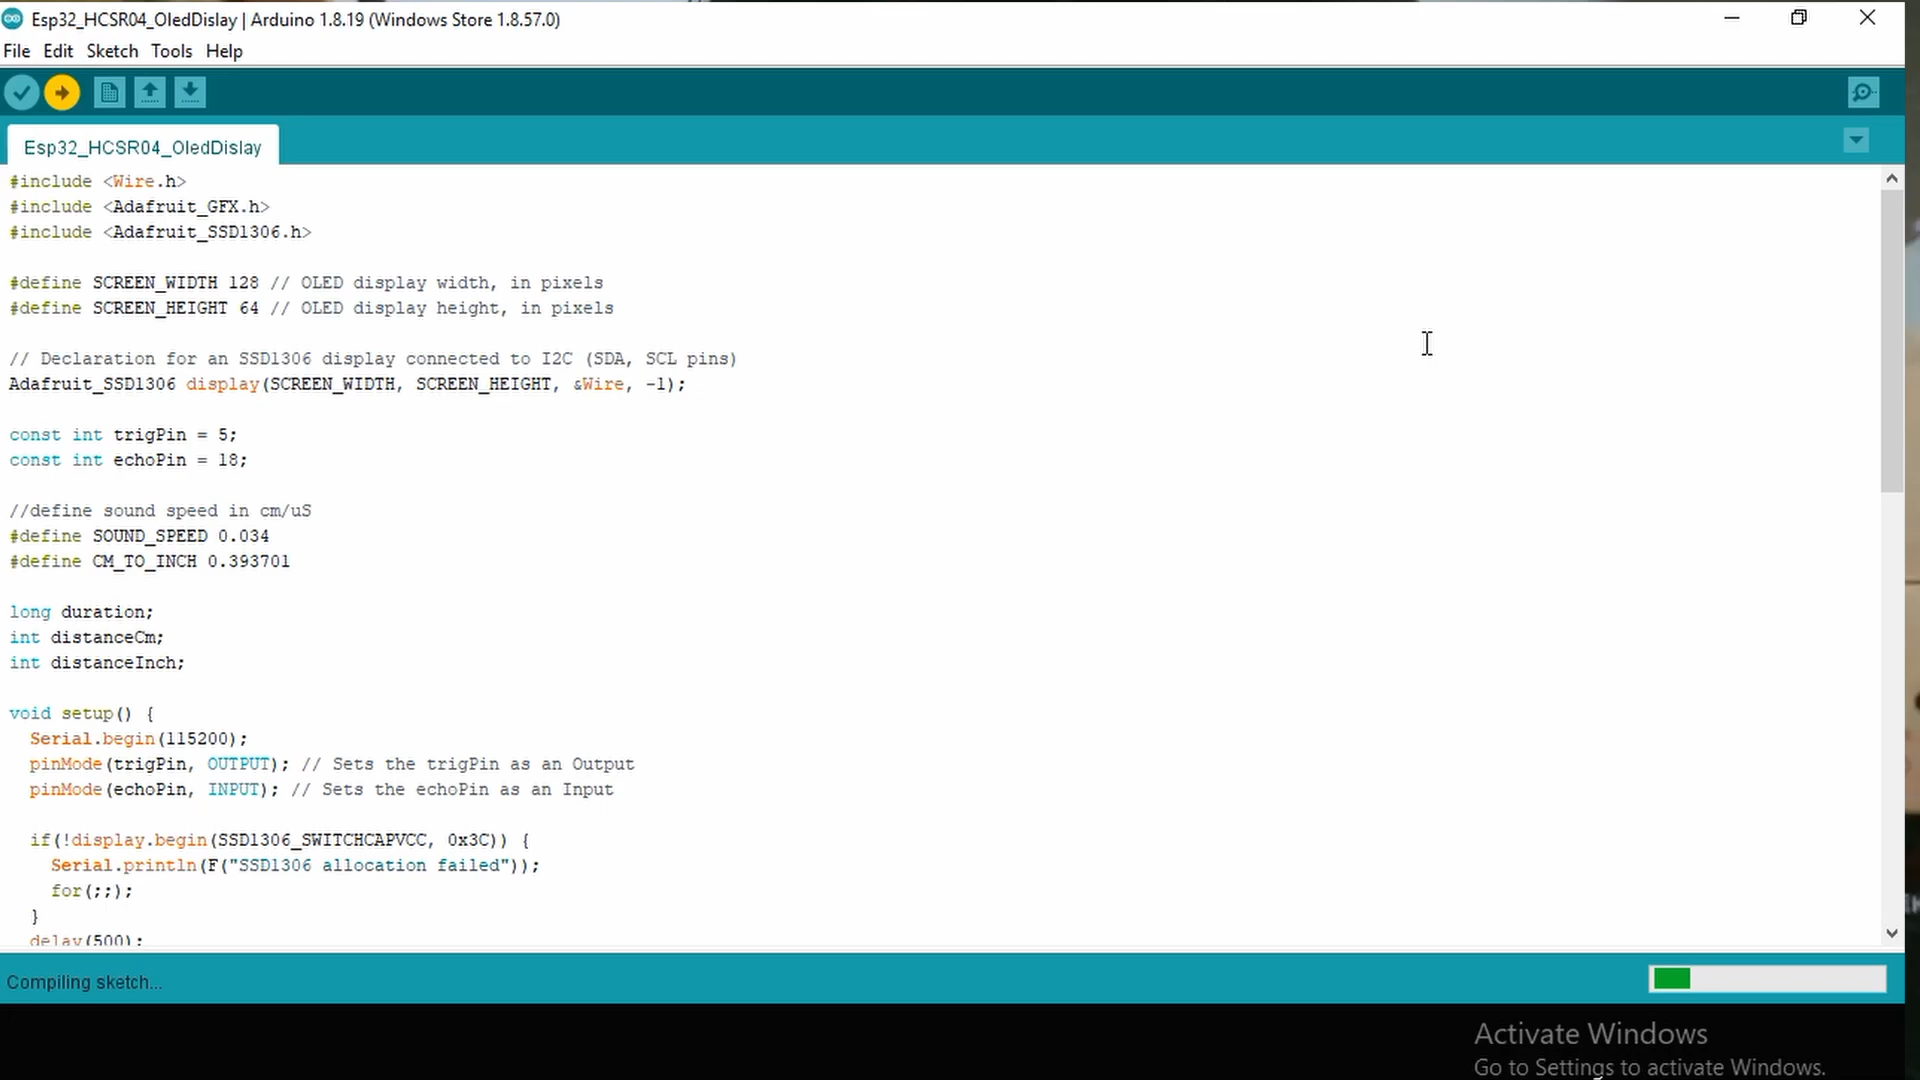 Esp32_HCSR04_OledDislay | Arduino 1.8.19 (Windows Store 1.8.57.0)
File Edit Sketch Tools Help
Esp32_HCSR04_OledDislay
#include <Wire.h>
#include <Adafruit_GFX.h>
#include <Adafruit_SSD1306.h>
#define SCREEN_WIDTH 128 // OLED display width, in pixels
#define SCREEN_HEIGHT 64 // OLED display height, in pixels
// Declaration for an SSD1306 display connected to I2C (SDA, SCL pins)
Adafruit_SSD1306 display(SCREEN_WIDTH, SCREEN_HEIGHT, &Wire, -1);
const int trigPin = 5;
const int echoPin = 18;
//define sound speed in cm/uS
#define SOUND_SPEED 0.034
#define CM_TO_INCH 0.393701
long duration;
int distanceCm;
int distanceInch;
void setup() {
Serial.begin(115200);
pinMode(trigPin, OUTPUT); // Sets the trigPin as an Output
pinMode(echoPin, INPUT); // Sets the echoPin as an Input
if(!display.begin(SSD1306_SWITCHCAPVCC, 0x3C)) {
Serial.println(F("SSD1306 allocation failed"));
for(;;);
}
delay(500);
Compiling sketch...
Activate Windows
Go to Settings to activate Windows.